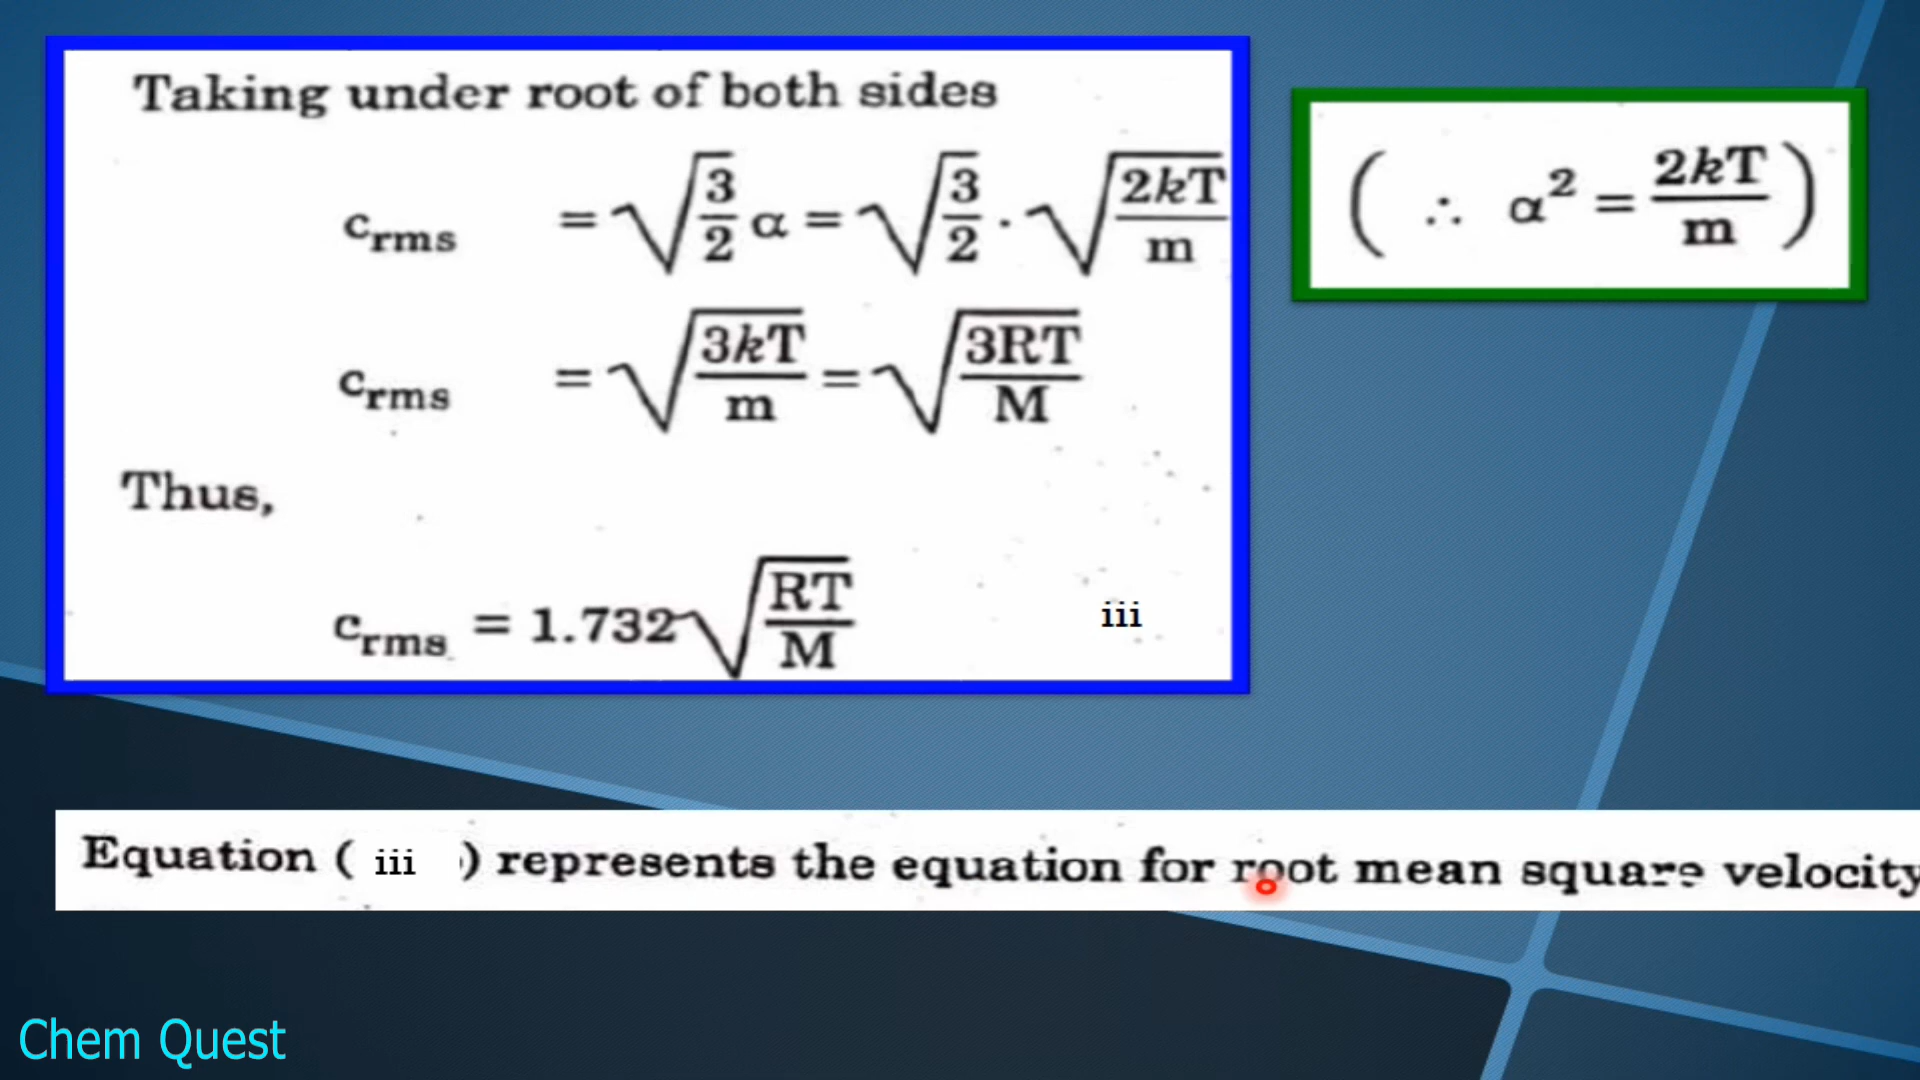 Taking under root of both sides
c_rms = √(3/2) α = √(3/2) · √(2kT/m)
( ∴ α² = 2kT/m )
c_rms = √(3kT/m) = √(3RT/M)
Thus,
c_rms = 1.732 √(RT/M) iii
Equation ( iii ) represents the equation for root mean square velocity
Chem Quest